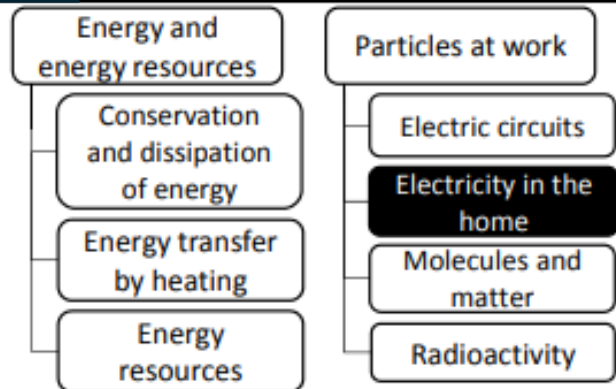 Energy and
energy resources
Conservation
and dissipation
of energy
Energy transfer
by heating
Energy
resources
Particles at work
Electric circuits
Electricity in the
home
Molecules and
matter
Radioactivity